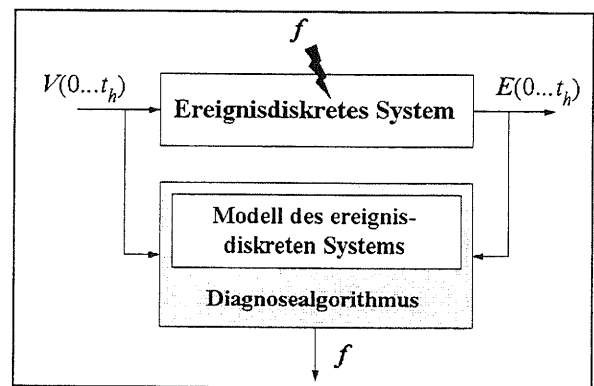 f
V(0...t_h)
Ereignisdiskretes System
E(0...t_h)
Modell des ereignis-
diskreten Systems
Diagnosealgorithmus
f